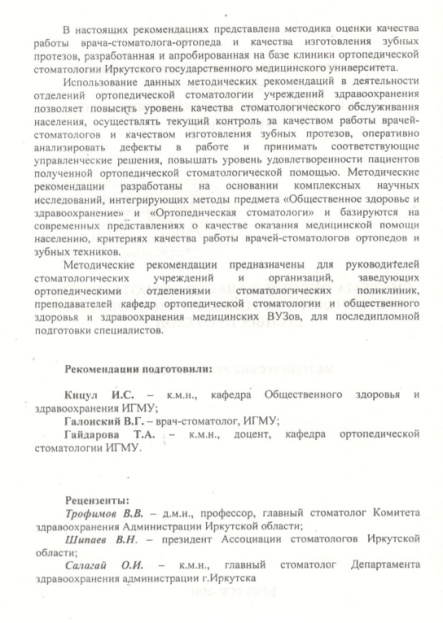 В настоящих рекомендациях представлена методика оценки качества
работы врача-стоматолога-ортопеда и качества изготовления зубных
протезов, разработанная и апробированная на базе клиники ортопедической
стоматологии Иркутского государственного медицинского университета.
Использование данных методических рекомендаций в деятельности
отделений ортопедической стоматологии учреждений здравоохранения
позволяет повысить уровень качества стоматологического обслуживания
населения, осуществлять текущий контроль за качеством работы врачей-
стоматологов и качеством изготовления зубных протезов, оперативно
анализировать дефекты в работе и принимать соответствующие
управленческие решения, повышать уровень удовлетворенности пациентов
полученной ортопедической стоматологической помощью. Методические
рекомендации разработаны на основании комплексных научных
исследований, интегрирующих методы предмета «Общественное здоровье и
здравоохранение» и «Ортопедическая стоматологи» и базируются на
современных представлениях о качестве оказания медицинской помощи
населению, критериях качества работы врачей-стоматологов ортопедов и
зубных техников.
Методические рекомендации предназначены для руководителей
стоматологических учреждений и организаций, заведующих
ортопедическими отделениями стоматологических поликлиник,
преподавателей кафедр ортопедической стоматологии и общественного
здоровья и здравоохранения медицинских ВУЗов, для последипломной
подготовки специалистов.
Рекомендации подготовили:
Кицул И.С. – к.м.н., кафедра Общественного здоровья и
здравоохранения ИГМУ;
Галонский В.Г. – врач-стоматолог, ИГМУ;
Гайдарова Т.А. – к.м.н., доцент, кафедра ортопедической
стоматологии ИГМУ.
Рецензенты:
Трофимов В.В. – д.м.н., профессор, главный стоматолог Комитета
здравоохранения Администрации Иркутской области;
Шипаев В.Н. – президент Ассоциации стоматологов Иркутской
области;
Салагай О.И. – к.м.н., главный стоматолог Департамента
здравоохранения администрации г.Иркутска